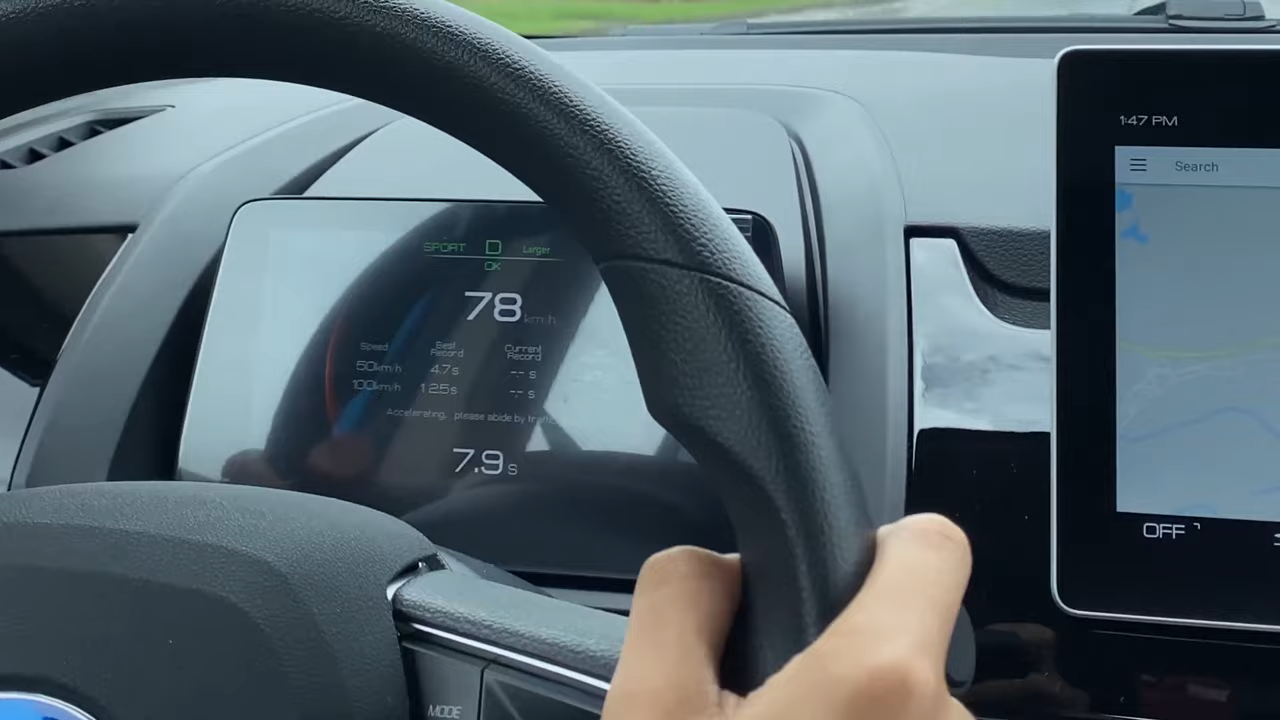 SPORT D Larger
OK
78 km/h
Speed Best Record Current Record
50km/h 4.7s -- s
100km/h 12.5s -- s
Accelerating, please abide by
7.9s
1:47 PM
Search
OFF
MODE